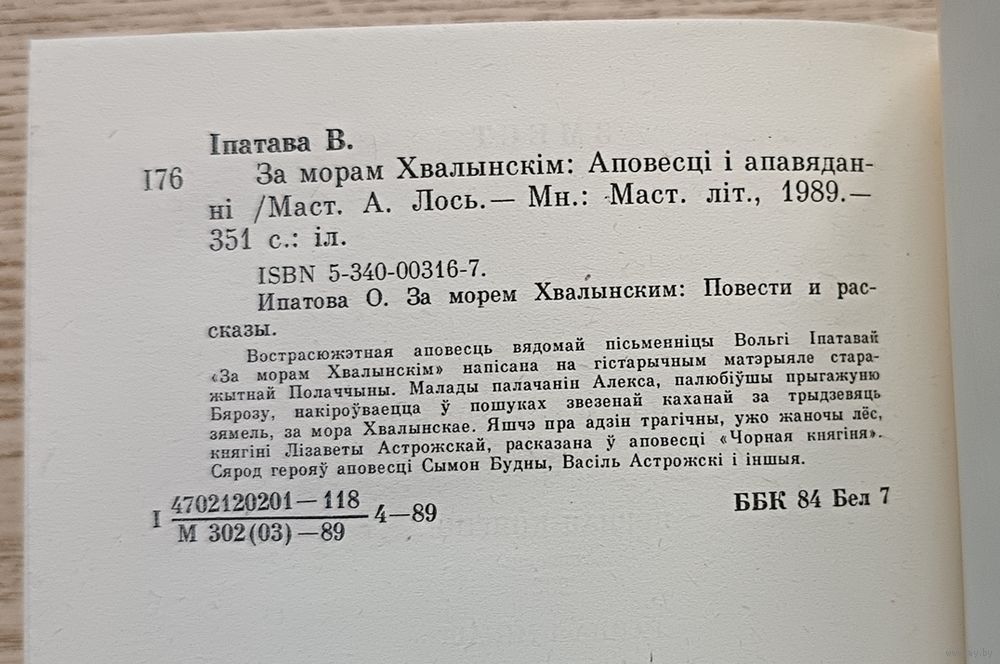 Іпатава В.
І76 За морам Хвалынскім: Аповесці і апавядан-
ні /Маст. А. Лось.— Мн.: Маст. літ., 1989.—
351 с.: іл.
ISBN 5-340-00316-7.
Ипатова О. За морем Хвалынским: Повести и рас-
сказы.
Вострасюжэтная аповесць вядомай пісьменніцы Вольгі Іпатавай
«За морам Хвалынскім» напісана на гістарычным матэрыяле стара-
жытнай Полаччыны. Малады палачанін Алекса, палюбіўшы прыгажуню
Бярозу, накіроўваецца ў пошуках звезенай каханай за трыдзевяць
зямель, за мора Хвалынскае. Яшчэ пра адзін трагічны, ужо жаночы лёс,
княгіні Лізаветы Астрожскай, расказана ў аповесці «Чорная княгіня».
Сярод герояў аповесці Сымон Будны, Васіль Астрожскі і іншыя.
І 4702120201—118 4—89
М 302(03)—89
ББК 84 Бел 7